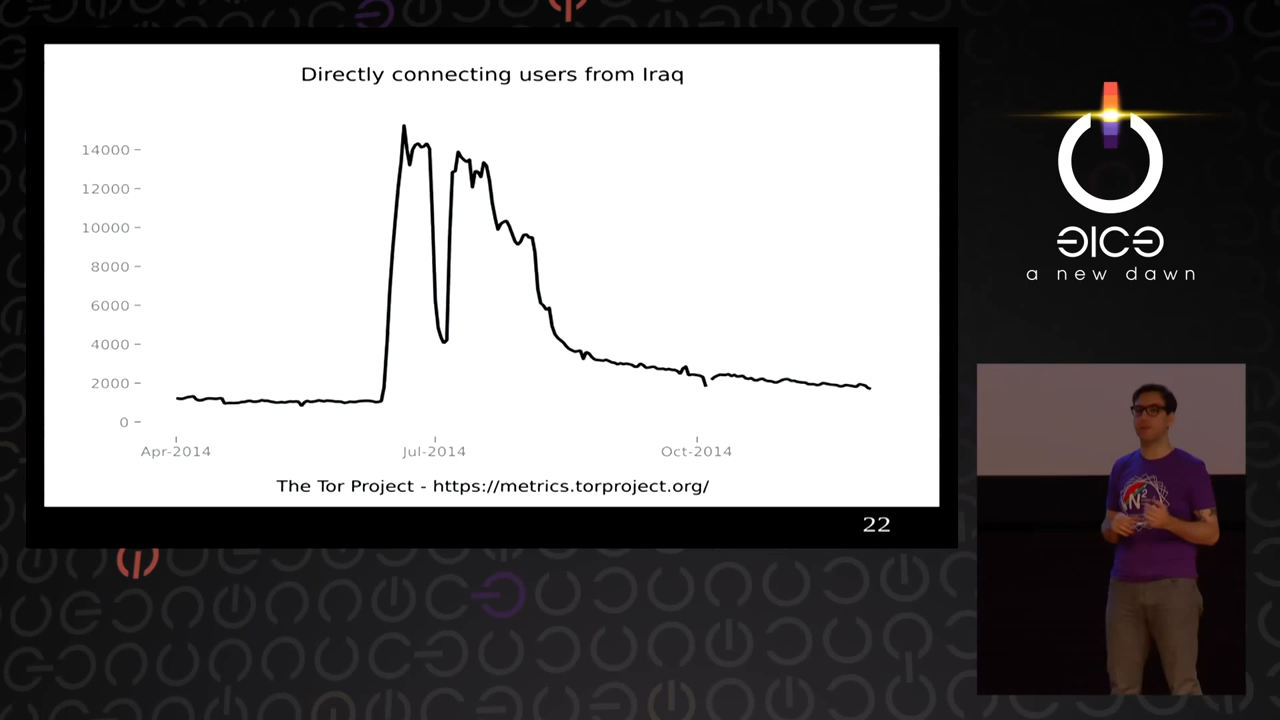 Directly connecting users from Iraq
14000
12000
10000
8000
6000
4000
2000
0
Apr-2014
Jul-2014
Oct-2014
The Tor Project - https://metrics.torproject.org/
22
a new dawn
N²